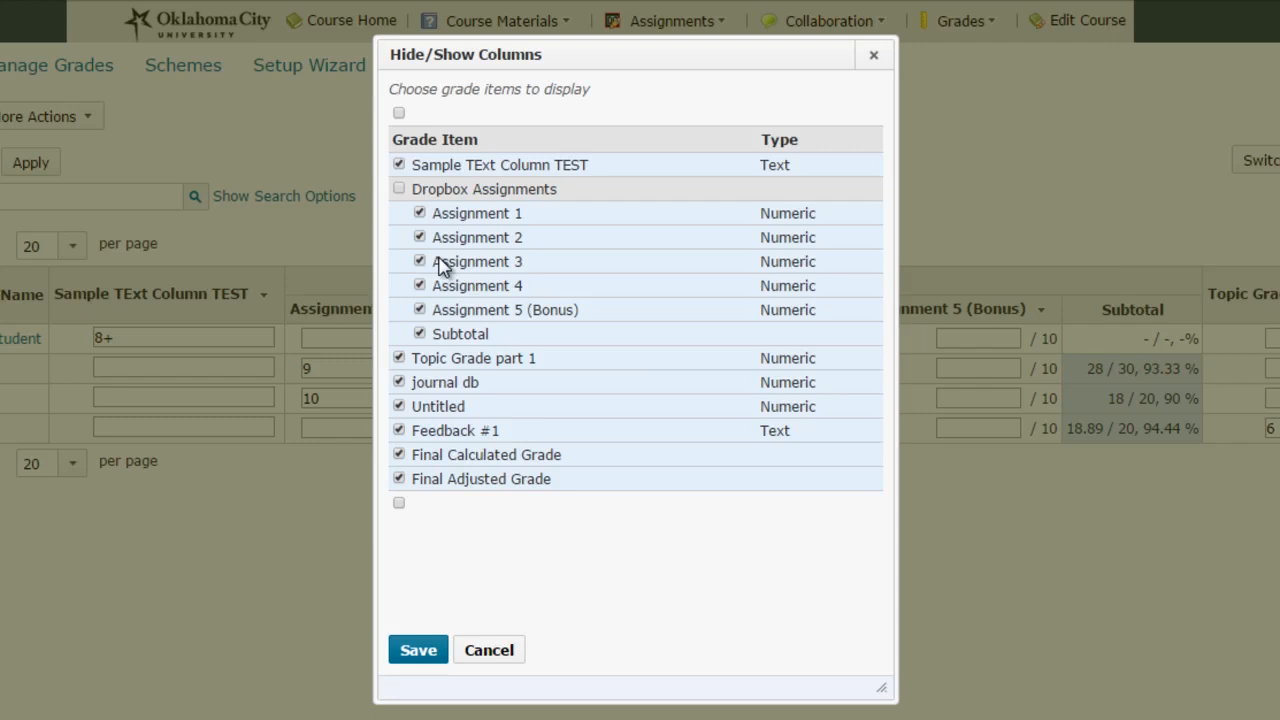 Oklahoma City
UNIVERSITY
Course Home
Course Materials
Assignments
Collaboration
Grades
Edit Course
anage Grades
Schemes
Setup Wizard
ore Actions
Apply
Show Search Options
Switc
20 per page
Name
Sample TExt Column TEST
Assignmen
nment 5 (Bonus)
Subtotal
Topic Gra
tudent
8+
/ 10
- / -, -%
9
/ 10
28 / 30, 93.33 %
10
/ 10
18 / 20, 90 %
/ 10
18.89 / 20, 94.44 %
6
20 per page
Hide/Show Columns
×
Choose grade items to display
Grade Item Type
Sample TExt Column TEST Text
Dropbox Assignments
Assignment 1 Numeric
Assignment 2 Numeric
Assignment 3 Numeric
Assignment 4 Numeric
Assignment 5 (Bonus) Numeric
Subtotal
Topic Grade part 1 Numeric
journal db Numeric
Untitled Numeric
Feedback #1 Text
Final Calculated Grade
Final Adjusted Grade
Save Cancel